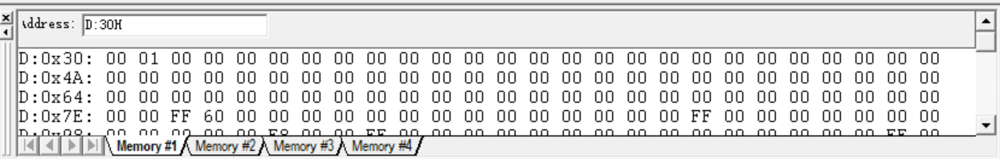 Address: D:30H
D:0x30: 00 01 00 00 00 00 00 00 00 00 00 00 00 00 00 00 00 00 00 00 00 00 00 00 00 00
D:0x4A: 00 00 00 00 00 00 00 00 00 00 00 00 00 00 00 00 00 00 00 00 00 00 00 00 00 00
D:0x64: 00 00 00 00 00 00 00 00 00 00 00 00 00 00 00 00 00 00 00 00 00 00 00 00 00 00
D:0x7E: 00 00 FF 60 00 00 00 00 00 00 00 00 00 00 00 00 00 00 FF 00 00 00 00 00 00 00
Memory #1 Memory #2 Memory #3 Memory #4